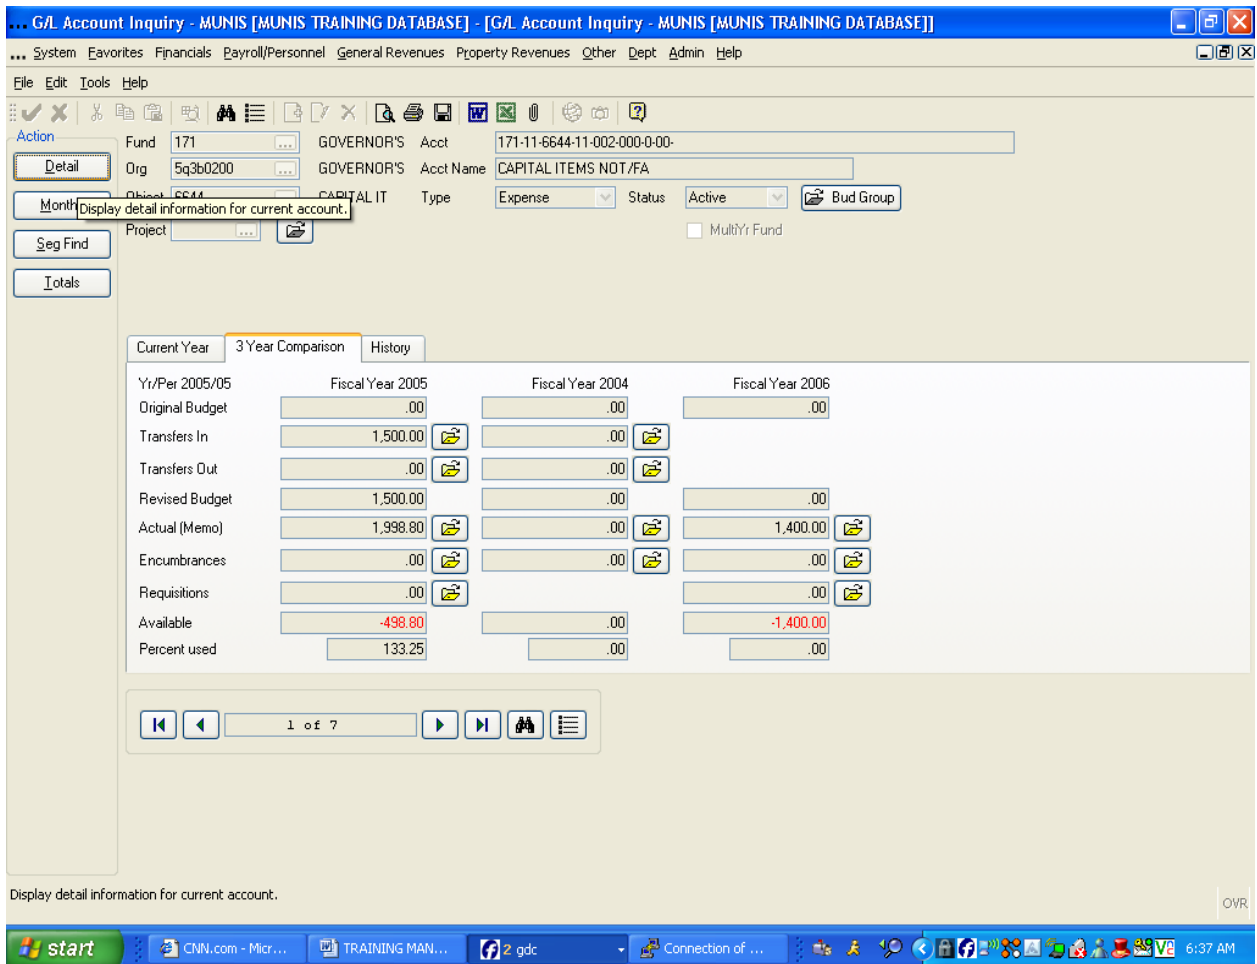 ... G/L Account Inquiry - MUNIS [MUNIS TRAINING DATABASE] - [G/L Account Inquiry - MUNIS [MUNIS TRAINING DATABASE]]
... System Favorites Financials Payroll/Personnel General Revenues Property Revenues Other Dept Admin Help
File Edit Tools Help
Action
Fund 171 ... GOVERNOR'S Acct 171-11-6644-11-002-000-0-00-
Detail Org 5q3b0200 ... GOVERNOR'S Acct Name CAPITAL ITEMS NOT/FA
Object 6644 ... CAPITAL IT Type Expense Status Active Bud Group
Month
Display detail information for current account.
Project ... MultiYr Fund
Seg Find
Totals
Current Year 3 Year Comparison History
Yr/Per 2005/05 Fiscal Year 2005 Fiscal Year 2004 Fiscal Year 2006
Original Budget .00 .00 .00
Transfers In 1,500.00 .00
Transfers Out .00 .00
Revised Budget 1,500.00 .00 .00
Actual (Memo) 1,998.80 .00 1,400.00
Encumbrances .00 .00 .00
Requisitions .00 .00
Available -498.80 .00 -1,400.00
Percent used 133.25 .00 .00
1 of 7
Display detail information for current account.
OVR
start CNN.com - Micr... TRAINING MAN... 2 gdc Connection of ... 6:37 AM